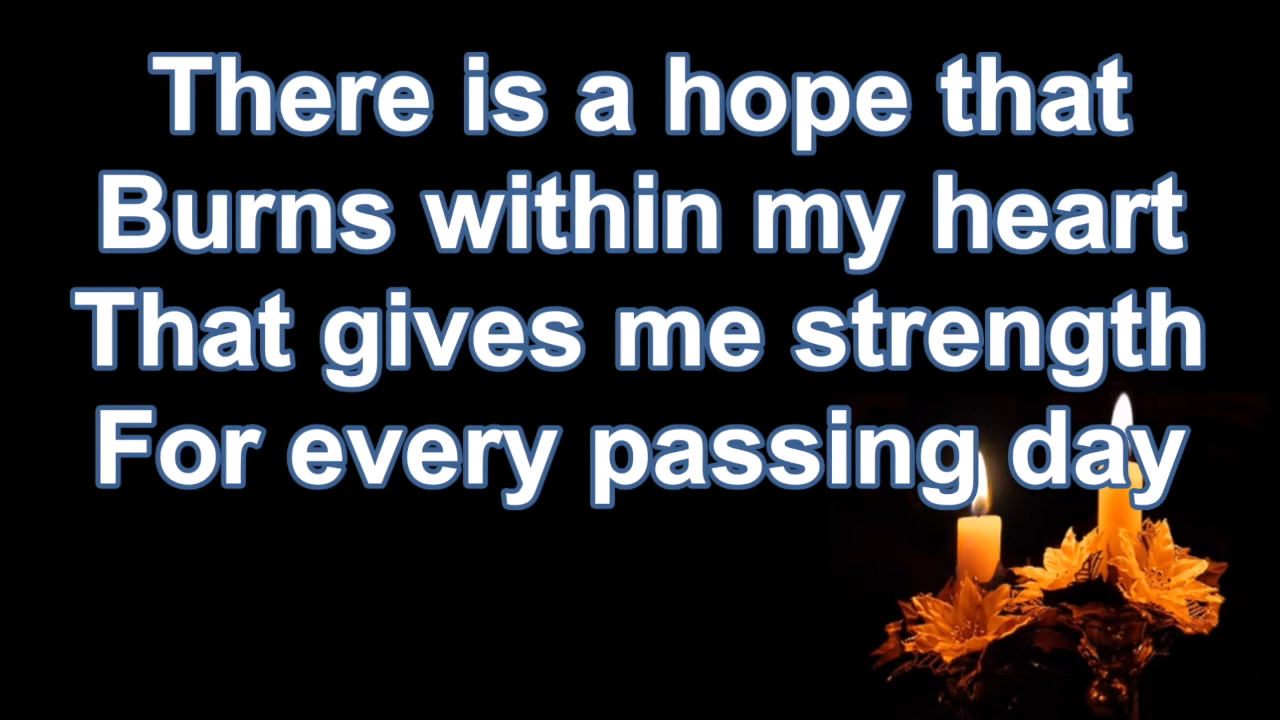 There is a hope that
Burns within my heart
That gives me strength
For every passing day